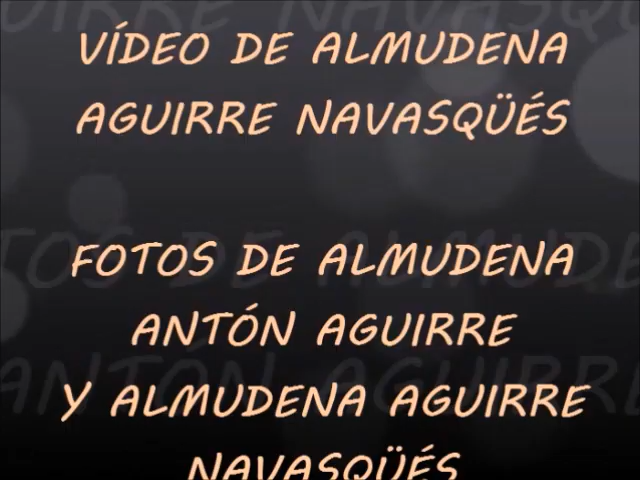 VÍDEO DE ALMUDENA
AGUIRRE NAVASQÜÉS
FOTOS DE ALMUDENA
ANTÓN AGUIRRE
Y ALMUDENA AGUIRRE
NAVASQÜÉS